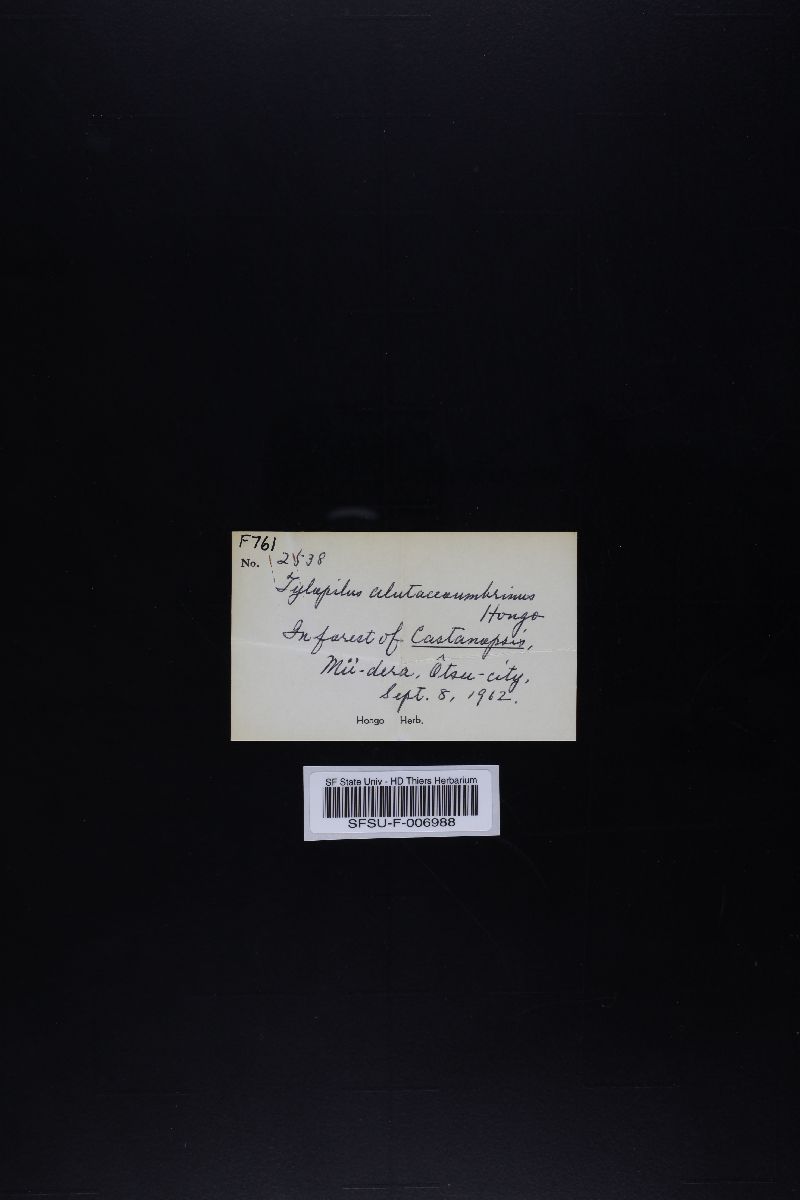 F761
No. 2538
Tylopilus alutaceoumbrinus
Hongo
In forest of Castanopsis,
Mii-dera, Ôtsu-city,
Sept. 8, 1962.
Hongo Herb.
SF State Univ - HD Thiers Herbarium
SFSU-F-006988